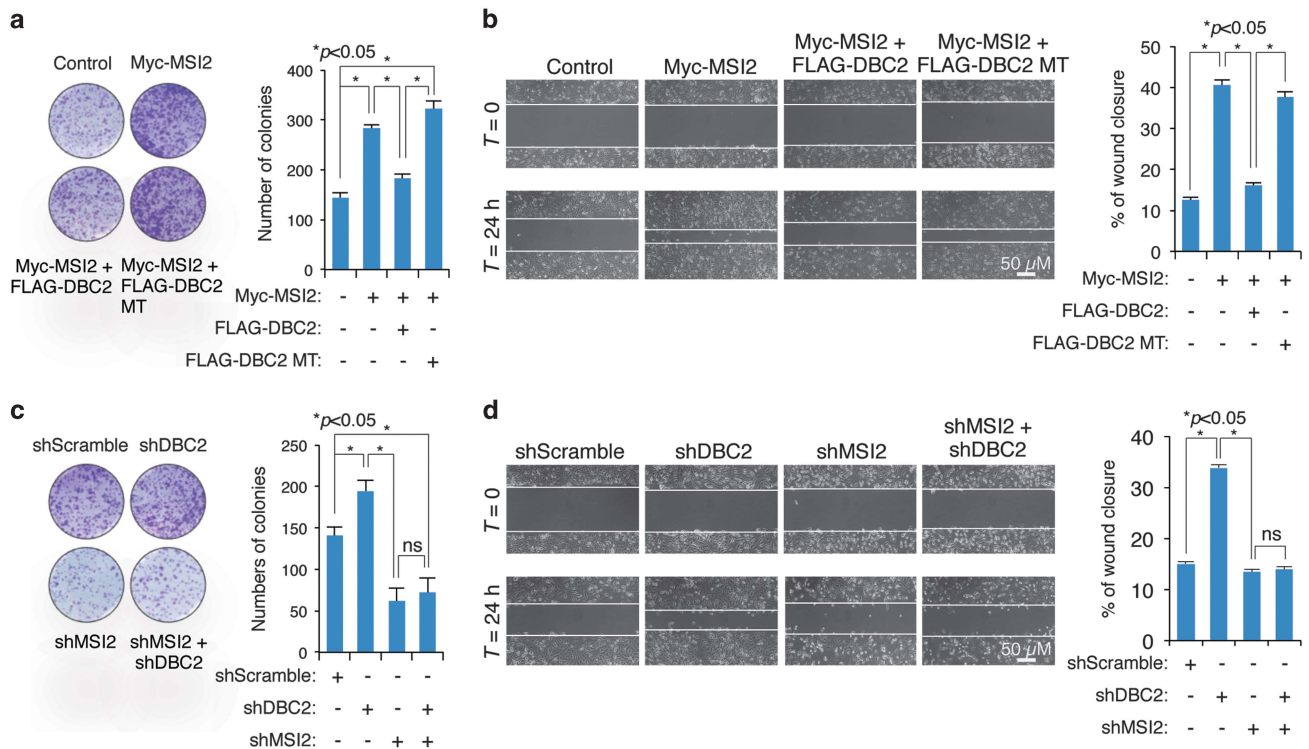 a
Control
Myc-MSI2
Myc-MSI2 +
FLAG-DBC2
Myc-MSI2 +
FLAG-DBC2
MT
*p<0.05
Number of colonies
400
300
200
100
0
* * * *
Myc-MSI2: - + + +
FLAG-DBC2: - - + -
FLAG-DBC2 MT: - - - +
b
Control
Myc-MSI2
Myc-MSI2 +
FLAG-DBC2
Myc-MSI2 +
FLAG-DBC2 MT
T = 0
T = 24 h
50 µM
*p<0.05
% of wound closure
50
40
30
20
10
0
* * *
Myc-MSI2: - + + +
FLAG-DBC2: - - + -
FLAG-DBC2 MT: - - - +
c
shScramble
shDBC2
shMSI2
shMSI2 +
shDBC2
*p<0.05
Numbers of colonies
250
200
150
100
50
0
*
* *
ns
shScramble: + - - -
shDBC2: - + - +
shMSI2: - - + +
d
shScramble
shDBC2
shMSI2
shMSI2 +
shDBC2
T = 0
T = 24 h
50 µM
*p<0.05
% of wound closure
40
30
20
10
0
* *
ns
shScramble: + - - -
shDBC2: - + - +
shMSI2: - - + +